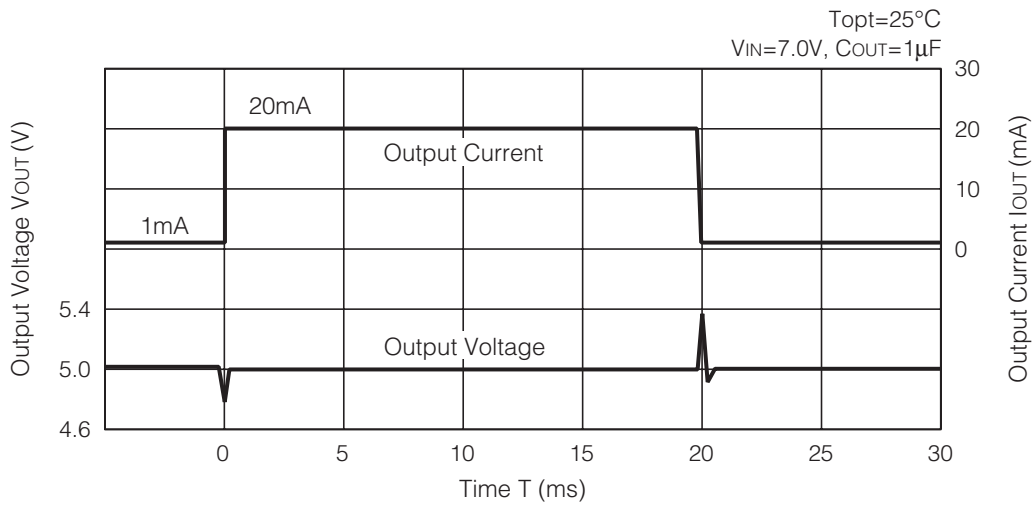 Topt=25°C
VIN=7.0V, COUT=1μF
Output Voltage VOUT (V)
30
20mA
20
Output Current
10
1mA
0
5.4
Output Voltage
5.0
4.6
0 5 10 15 20 25 30
Time T (ms)
Output Current IOUT (mA)